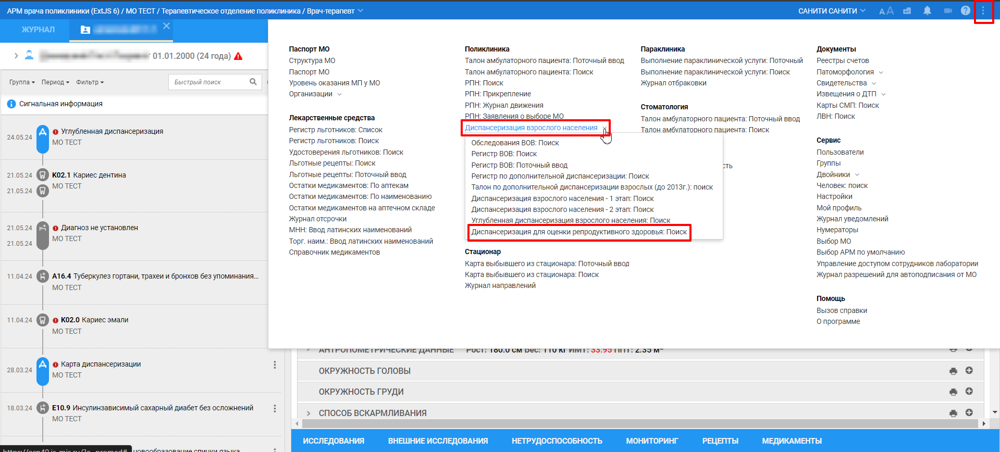 АРМ врача поликлиники (ExtJS 6) / МО ТЕСТ / Терапевтическое отделение поликлиника / Врач-терапевт
САНИТИ САНИТИ
ЖУРНАЛ
01.01.2000 (24 года)
Группа
Период
Фильтр
Быстрый поиск
Сигнальная информация
24.05.24
Углубленная диспансеризация
МО ТЕСТ
21.05.24
K02.1 Кариес дентина
МО ТЕСТ
21.05.24
21.05.24
Диагноз не установлен
МО ТЕСТ
21.05.24
11.04.24
A16.4 Туберкулез гортани, трахеи и бронхов без упоминания...
МО ТЕСТ
11.04.24
K02.0 Кариес эмали
МО ТЕСТ
28.03.24
Карта диспансеризации
МО ТЕСТ
18.03.24
E10.9 Инсулинзависимый сахарный диабет без осложнений
МО ТЕСТ
Паспорт МО
Структура МО
Паспорт МО
Уровень оказания МП у МО
Организации
Лекарственные средства
Регистр льготников: Список
Регистр льготников: Поиск
Удостоверения льготников: Поиск
Льготные рецепты: Поиск
Льготные рецепты: Поточный ввод
Остатки медикаментов: По аптекам
Остатки медикаментов: По наименованию
Остатки медикаментов на аптечном складе
Журнал отсрочки
МНН: Ввод латинских наименований
Торг. наим.: Ввод латинских наименований
Справочник медикаментов
Поликлиника
Талон амбулаторного пациента: Поточный ввод
Талон амбулаторного пациента: Поиск
РПН: Поиск
РПН: Прикрепление
РПН: Журнал движения
РПН: Заявления о выборе МО
Диспансеризация взрослого населения
Обследования ВОВ: Поиск
Регистр ВОВ: Поиск
Регистр ВОВ: Поточный ввод
Регистр по дополнительной диспансеризации: Поиск
Талон по дополнительной диспансеризации взрослых (до 2013г.): поиск
Диспансеризация взрослого населения - 1 этап: Поиск
Диспансеризация взрослого населения - 2 этап: Поиск
Углубленная диспансеризация взрослого населения: Поиск
Диспансеризация для оценки репродуктивного здоровья: Поиск
Стационар
Карта выбывшего из стационара: Поточный ввод
Карта выбывшего из стационара: Поиск
Журнал направлений
Параклиника
Выполнение параклинической услуги: Поточный
Выполнение параклинической услуги: Поиск
Журнал отбраковки
Стоматология
Талон амбулаторного пациента: Поточный ввод
Талон амбулаторного пациента: Поиск
Документы
Реестры счетов
Патоморфология
Свидетельства
Извещения о ДТП
Карты СМП: Поиск
ЛВН: Поиск
Сервис
Пользователи
Группы
Двойники
Человек: поиск
Настройки
Мой профиль
Журнал уведомлений
Нумераторы
Выбор МО
Выбор АРМ по умолчанию
Управление доступом сотрудников лаборатории
Журнал разрешений для автоподписания от МО
Помощь
Вызов справки
О программе
АНТРОПОМЕТРИЧЕСКИЕ ДАННЫЕ Рост: 180.0 см Вес: 110 кг ИМТ: 33.95 ППТ: 2.35 м²
ОКРУЖНОСТЬ ГОЛОВЫ
ОКРУЖНОСТЬ ГРУДИ
СПОСОБ ВСКАРМЛИВАНИЯ
ИССЛЕДОВАНИЯ
ВНЕШНИЕ ИССЛЕДОВАНИЯ
НЕТРУДОСПОСОБНОСТЬ
МОНИТОРИНГ
РЕЦЕПТЫ
МЕДИКАМЕНТЫ